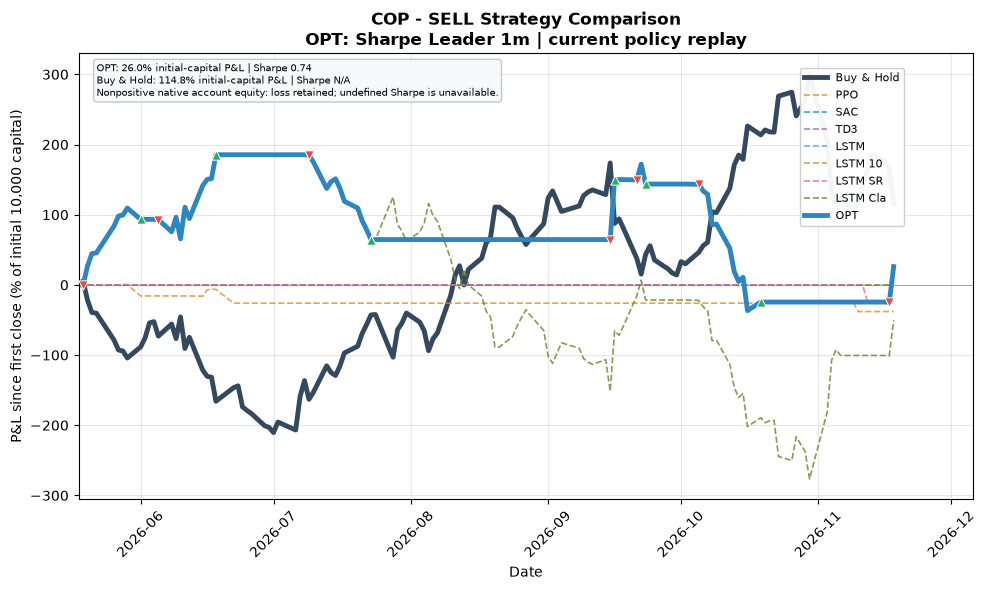 COP - SELL Strategy Comparison
OPT: Sharpe Leader 1m | current policy replay
OPT: 26.0% initial-capital P&L | Sharpe 0.74
Buy & Hold: 114.8% initial-capital P&L | Sharpe N/A
Nonpositive native account equity: loss retained; undefined Sharpe is unavailable.
Buy & Hold
PPO
SAC
TD3
LSTM
LSTM 10
LSTM SR
LSTM Cla
OPT
P&L since first close (% of initial 10,000 capital)
300
200
100
0
−100
−200
−300
2026-06
2026-07
2026-08
2026-09
2026-10
2026-11
2026-12
Date